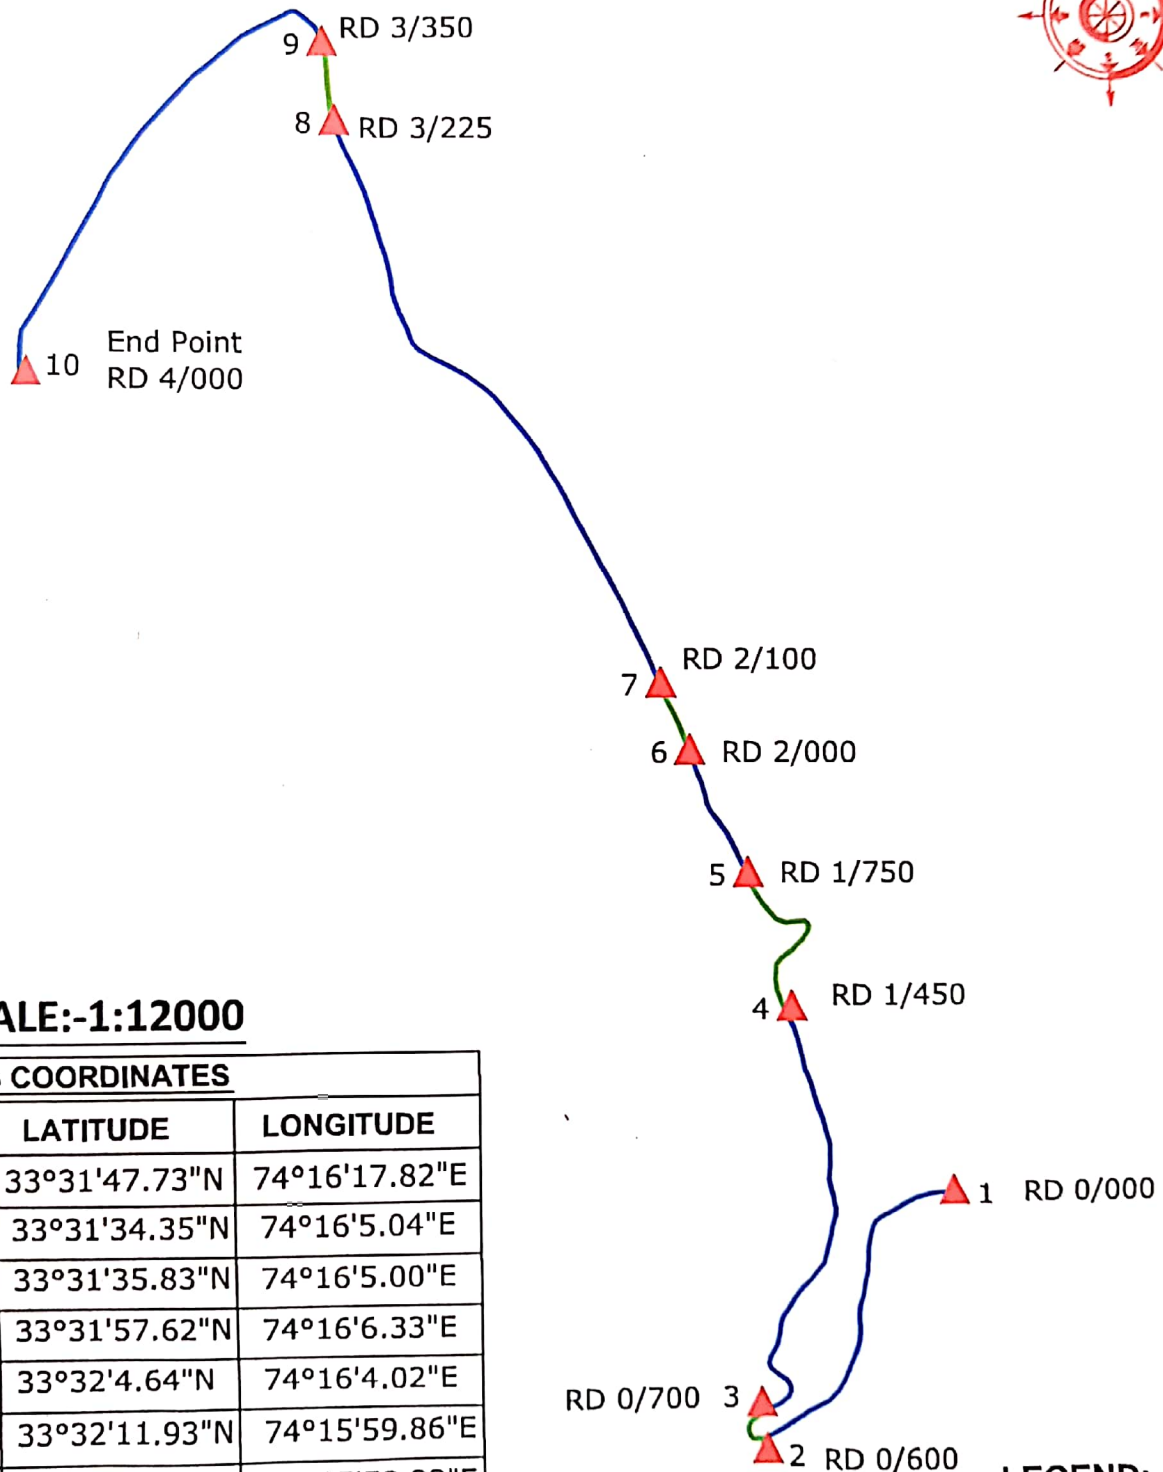 9 RD 3/350
8 RD 3/225
10 End Point
RD 4/000
RD 2/100
7
6 RD 2/000
5 RD 1/750
4 RD 1/450
1 RD 0/000
RD 0/700 3
2 RD 0/600
ALE:-1:12000
COORDINATES
LATITUDE LONGITUDE
33°31'47.73"N 74°16'17.82"E
33°31'34.35"N 74°16'5.04"E
33°31'35.83"N 74°16'5.00"E
33°31'57.62"N 74°16'6.33"E
33°32'4.64"N 74°16'4.02"E
33°32'11.93"N 74°15'59.86"E
LEGEND: